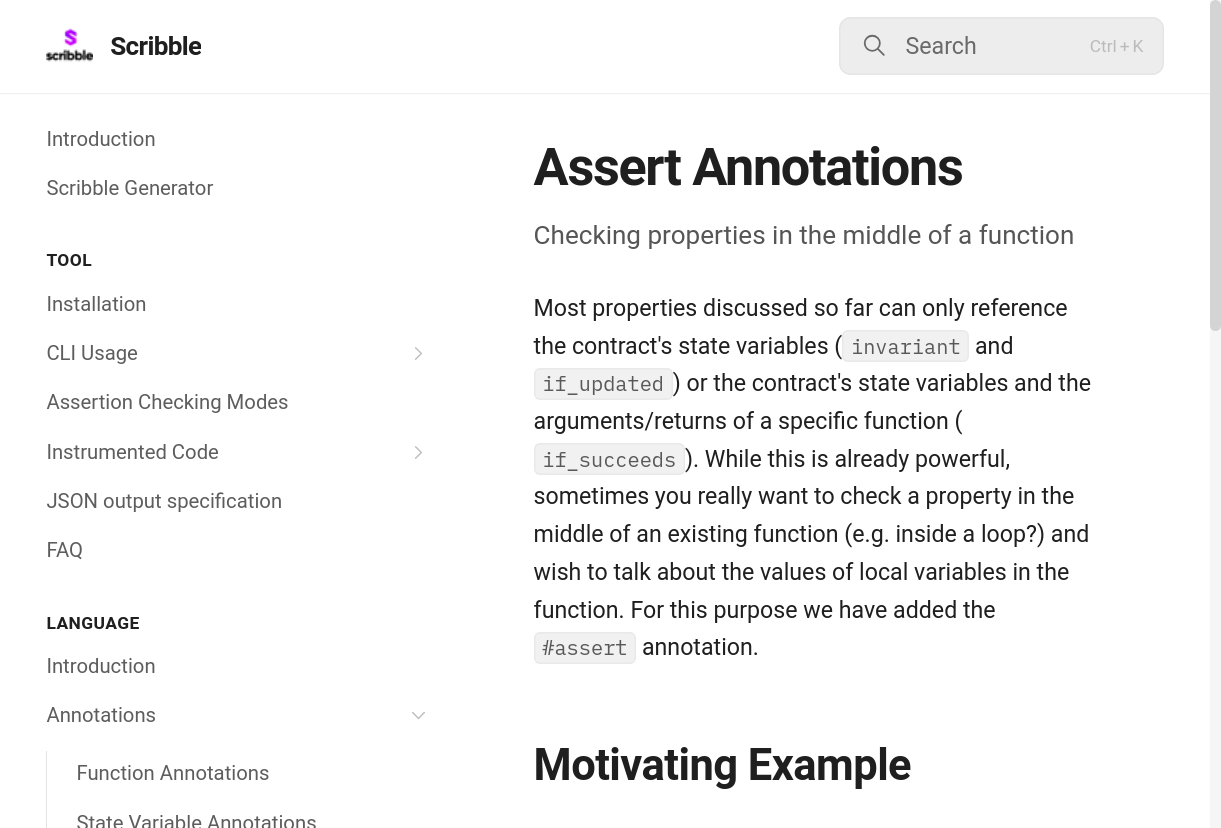 scribble
Scribble
Search
Ctrl + K
Introduction
Scribble Generator
TOOL
Installation
CLI Usage
Assertion Checking Modes
Instrumented Code
JSON output specification
FAQ
LANGUAGE
Introduction
Annotations
Function Annotations
State Variable Annotations
Assert Annotations
Checking properties in the middle of a function
Most properties discussed so far can only reference
the contract's state variables ( invariant and
if_updated ) or the contract's state variables and the
arguments/returns of a specific function (
if_succeeds ). While this is already powerful,
sometimes you really want to check a property in the
middle of an existing function (e.g. inside a loop?) and
wish to talk about the values of local variables in the
function. For this purpose we have added the
#assert annotation.
Motivating Example